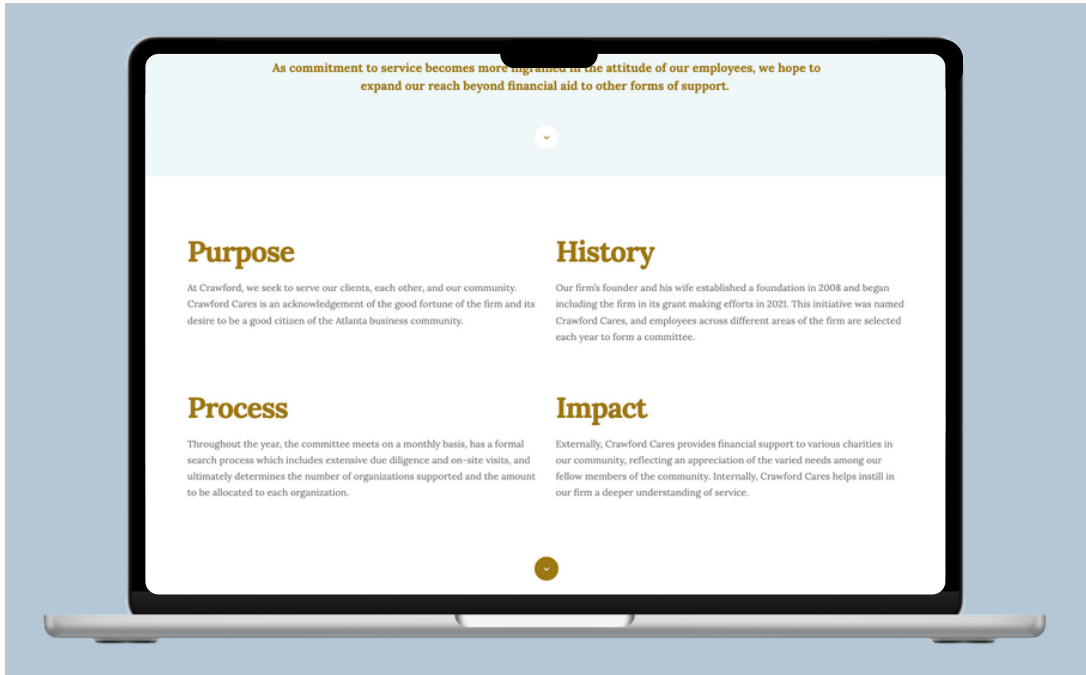 As commitment to service becomes more ingrained in the attitude of our employees, we hope to
expand our reach beyond financial aid to other forms of support.
Purpose
At Crawford, we seek to serve our clients, each other, and our community.
Crawford Cares is an acknowledgement of the good fortune of the firm and its
desire to be a good citizen of the Atlanta business community.
History
Our firm's founder and his wife established a foundation in 2008 and began
including the firm in its grant making efforts in 2021. This initiative was named
Crawford Cares, and employees across different areas of the firm are selected
each year to form a committee.
Process
Throughout the year, the committee meets on a monthly basis, has a formal
search process which includes extensive due diligence and on-site visits, and
ultimately determines the number of organizations supported and the amount
to be allocated to each organization.
Impact
Externally, Crawford Cares provides financial support to various charities in
our community, reflecting an appreciation of the varied needs among our
fellow members of the community. Internally, Crawford Cares helps instill in
our firm a deeper understanding of service.